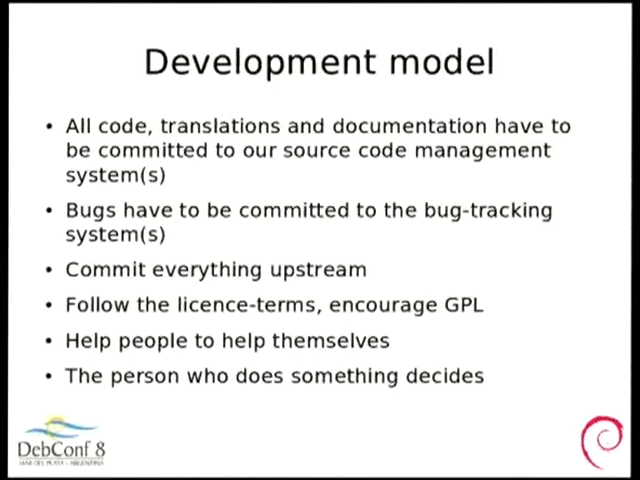 Development model
• All code, translations and documentation have to
be committed to our source code management
system(s)
• Bugs have to be committed to the bug-tracking
system(s)
• Commit everything upstream
• Follow the licence-terms, encourage GPL
• Help people to help themselves
• The person who does something decides
DebConf 8
MAR DEL PLATA - ARGENTINA